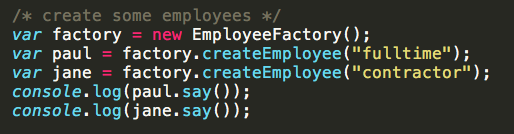 /* create some employees */
var factory = new EmployeeFactory();
var paul = factory.createEmployee("fulltime");
var jane = factory.createEmployee("contractor");
console.log(paul.say());
console.log(jane.say());